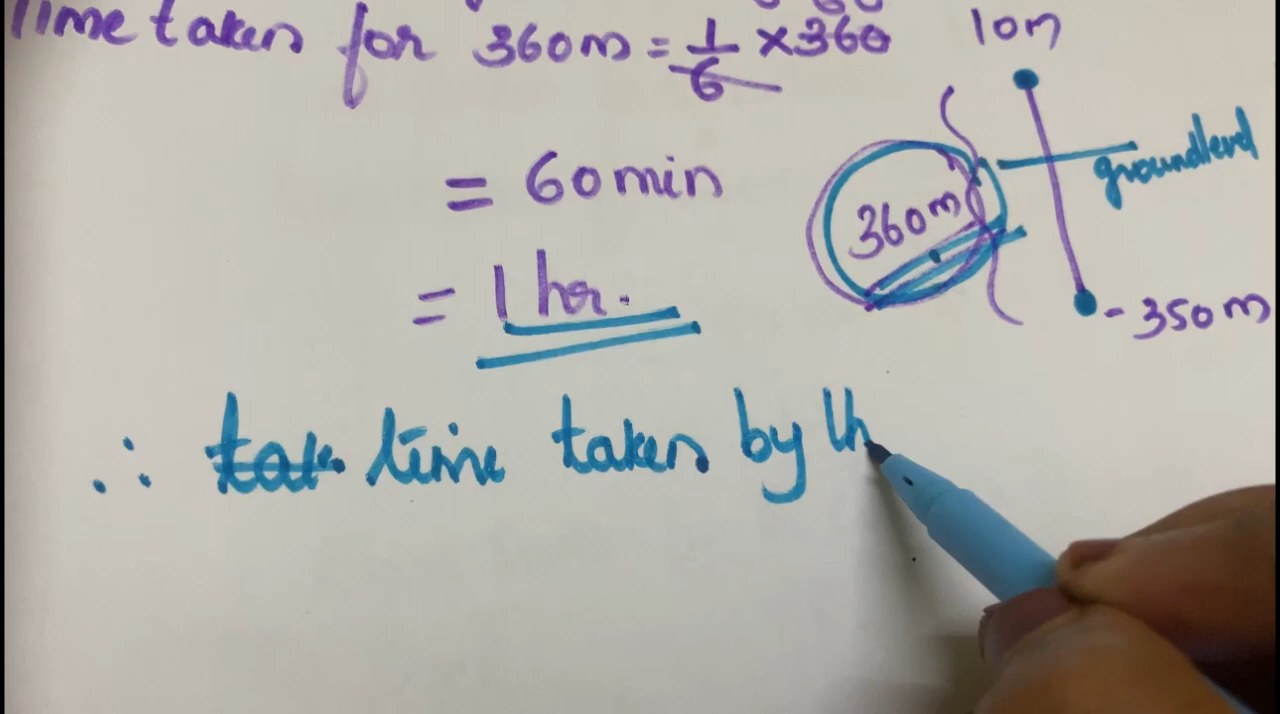 Time taken for 360m = 1/6 × 360
= 60 min
= 1 hr.
10m
groundlevel
360m
- 350m
∴ tak time taken by th